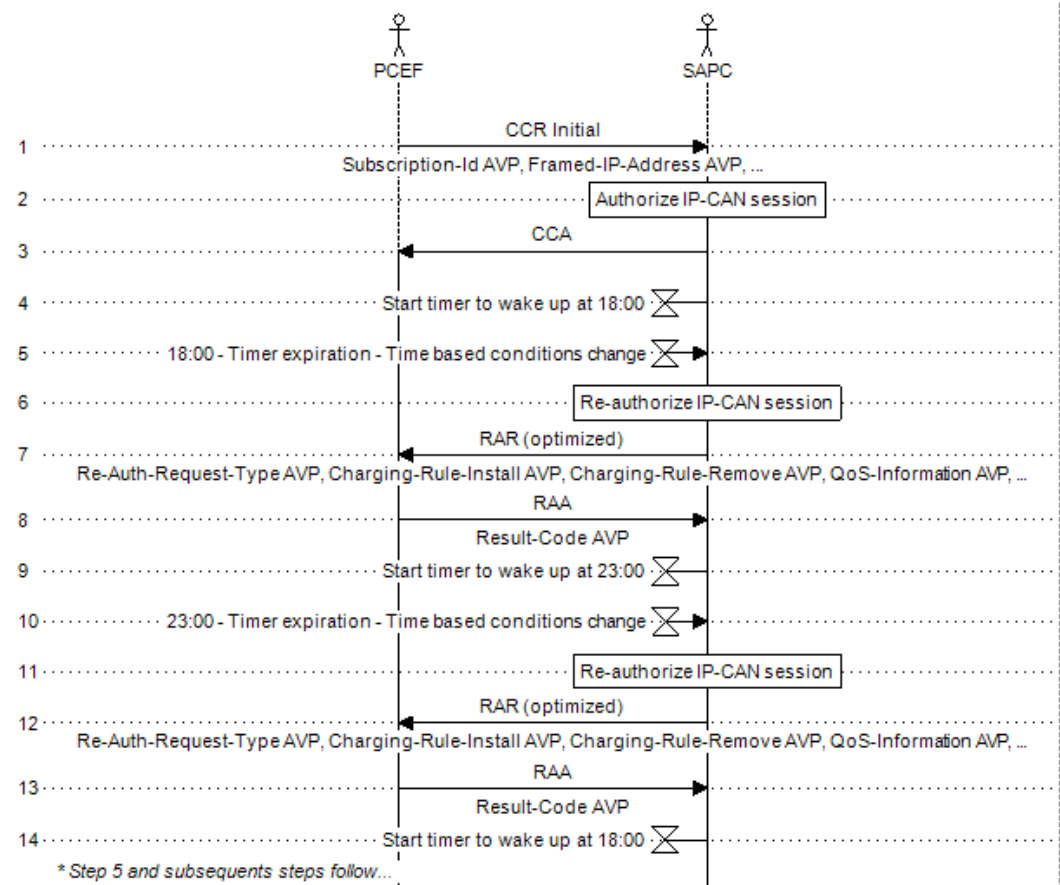 PCEF SAPC
CCR Initial
1
Subscription-Id AVP, Framed-IP-Address AVP, ...
2 Authorize IP-CAN session
CCA
3
4 Start timer to wake up at 18:00
5 18:00 - Timer expiration - Time based conditions change
6 Re-authorize IP-CAN session
RAR (optimized)
7
Re-Auth-Request-Type AVP, Charging-Rule-Install AVP, Charging-Rule-Remove AVP, QoS-Information AVP, ...
RAA
8
Result-Code AVP
9 Start timer to wake up at 23:00
10 23:00 - Timer expiration - Time based conditions change
11 Re-authorize IP-CAN session
RAR (optimized)
12
Re-Auth-Request-Type AVP, Charging-Rule-Install AVP, Charging-Rule-Remove AVP, QoS-Information AVP, ...
RAA
13
Result-Code AVP
14 Start timer to wake up at 18:00
* Step 5 and subsequents steps follow...